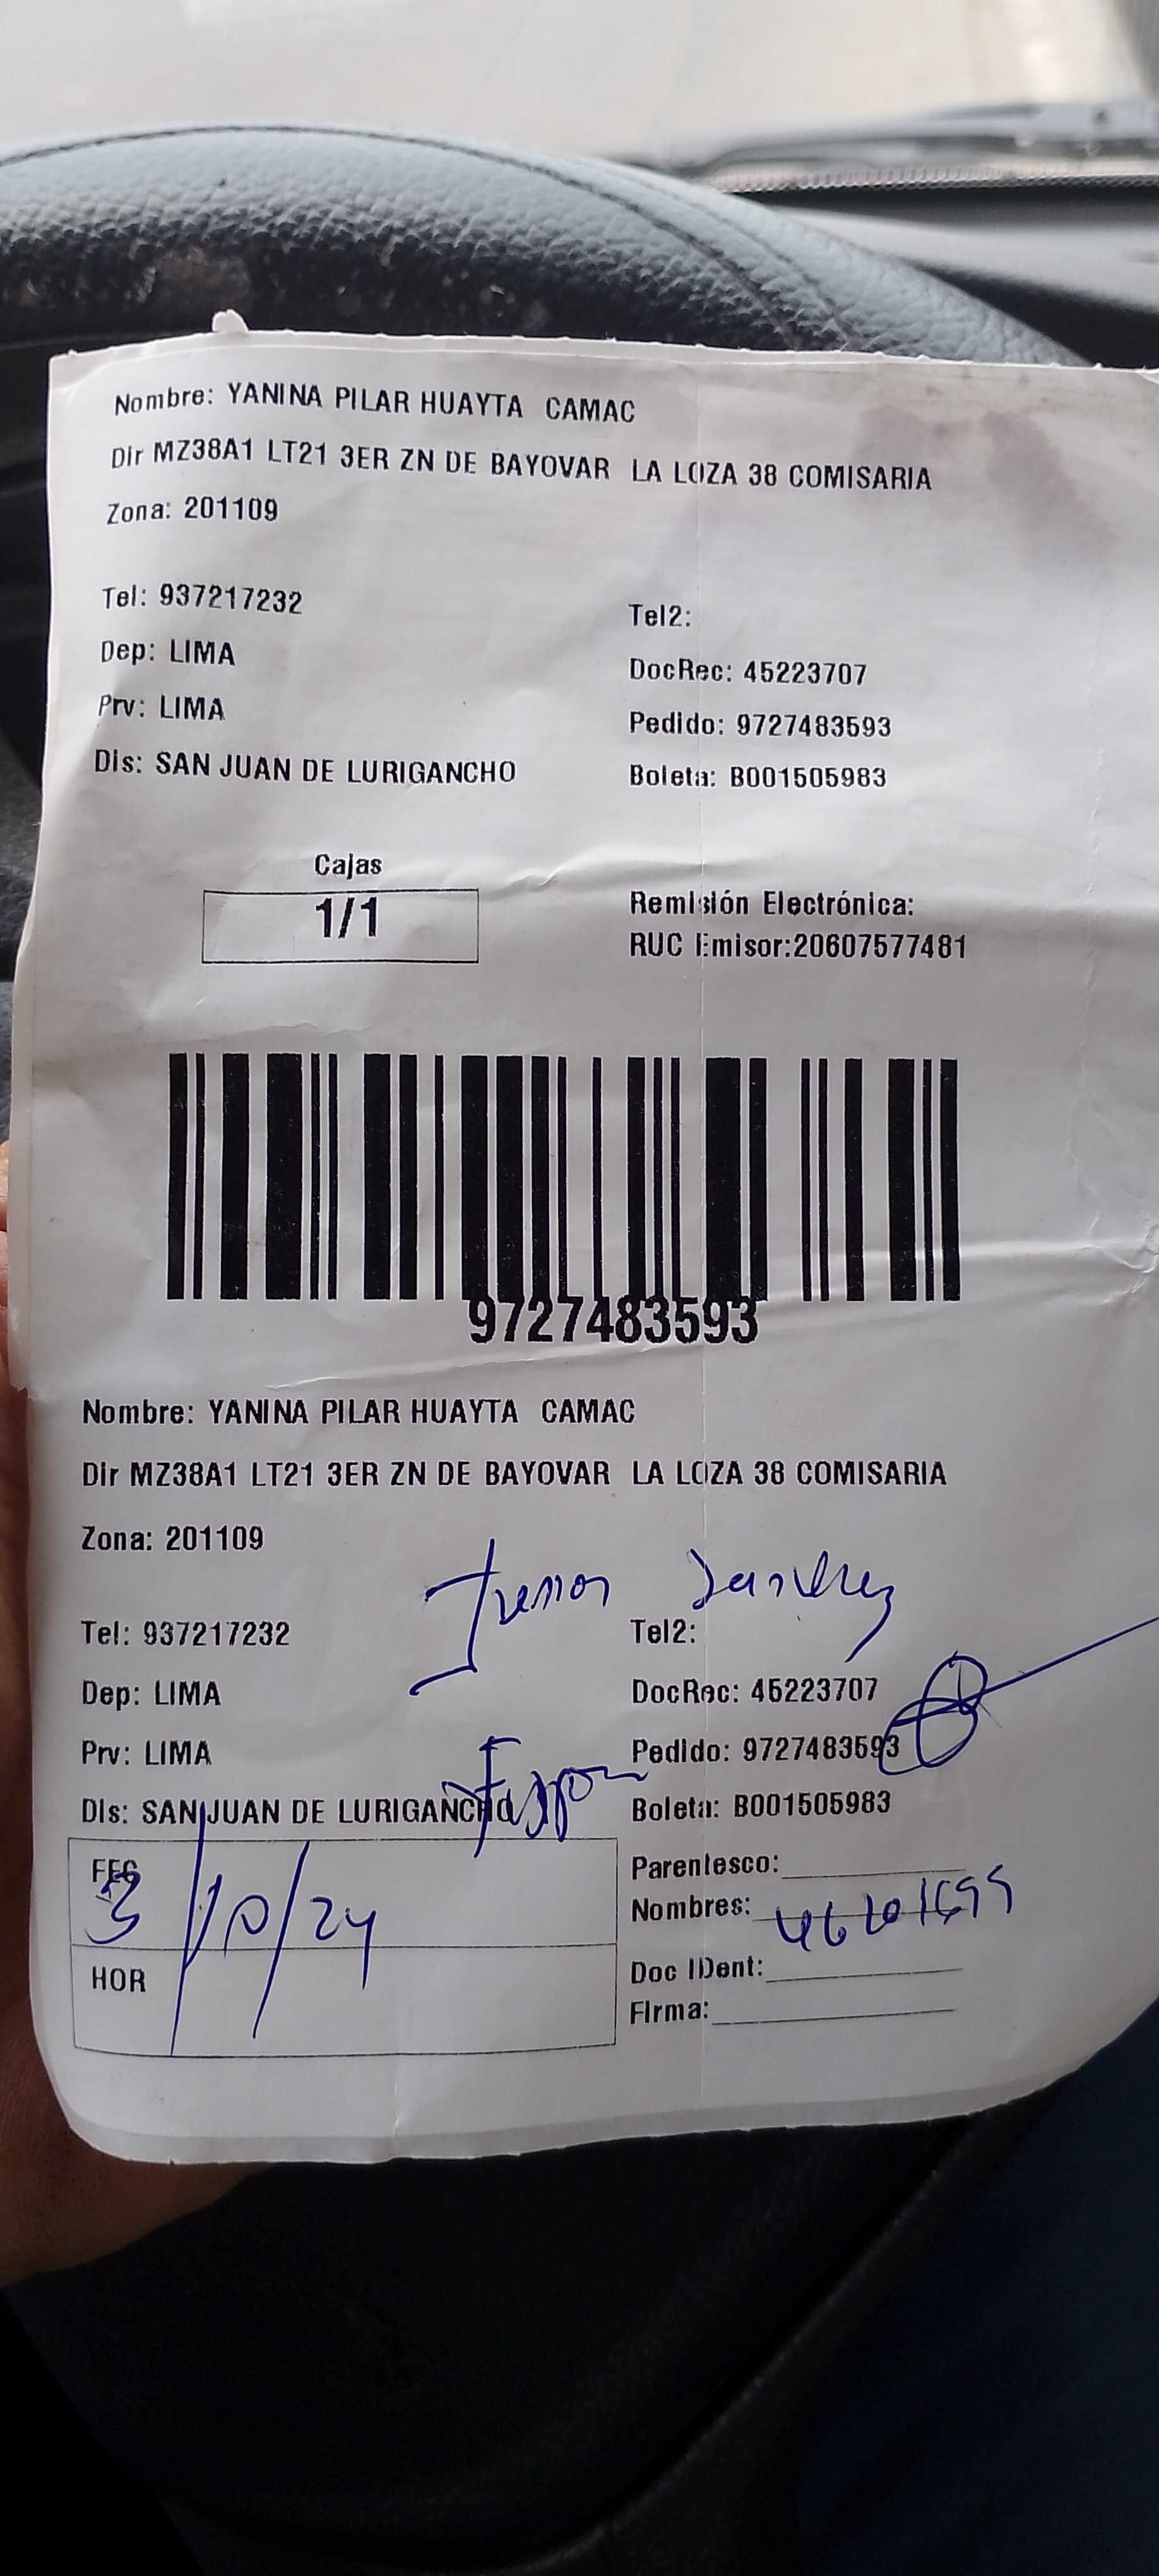 Nombre: YANINA PILAR HUAYTA CAMAC
Dir MZ38A1 LT21 3ER ZN DE BAYOVAR LA LOZA 38 COMISARIA
Zona: 201109
Tel: 937217232
Tel2:
Dep: LIMA
DocRec: 45223707
Prv: LIMA
Pedido: 9727483593
Dis: SAN JUAN DE LURIGANCHO
Boleta: B001505983
Cajas
1/1
Remisión Electrónica:
RUC Emisor:20607577481
9727483593
Nombre: YANINA PILAR HUAYTA CAMAC
Dir MZ38A1 LT21 3ER ZN DE BAYOVAR LA LOZA 38 COMISARIA
Zona: 201109
Sanchez
Tel: 937217232
Tel2:
Dep: LIMA
DocRec: 45223707
Prv: LIMA
Pedido: 9727483593
Dis: SAN JUAN DE LURIGANCHO
Boleta: B001505983
FEC
3/10/24
Parentesco:
Nombres:
HOR
Doc IDent:
Firma: